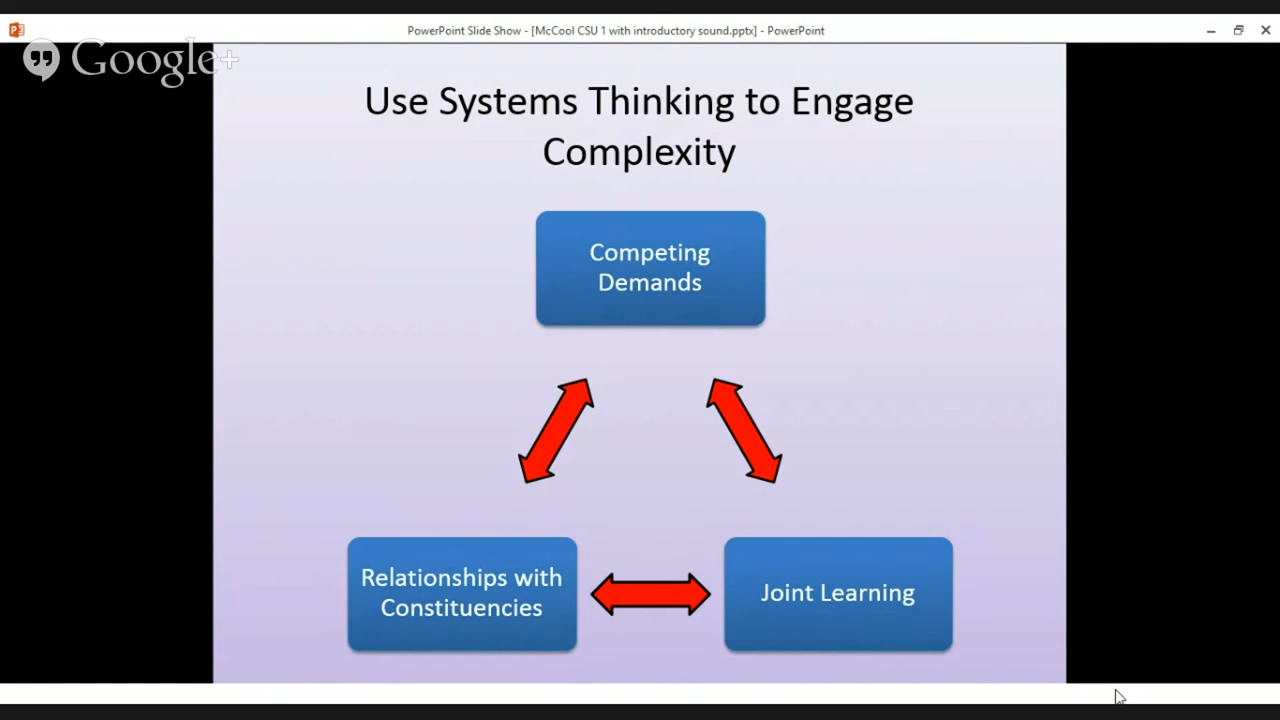 PowerPoint Slide Show - [McCool CSU 1 with introductory sound.pptx] - PowerPoint
Google+
Use Systems Thinking to Engage
Complexity
Competing
Demands
Relationships with
Constituencies
Joint Learning